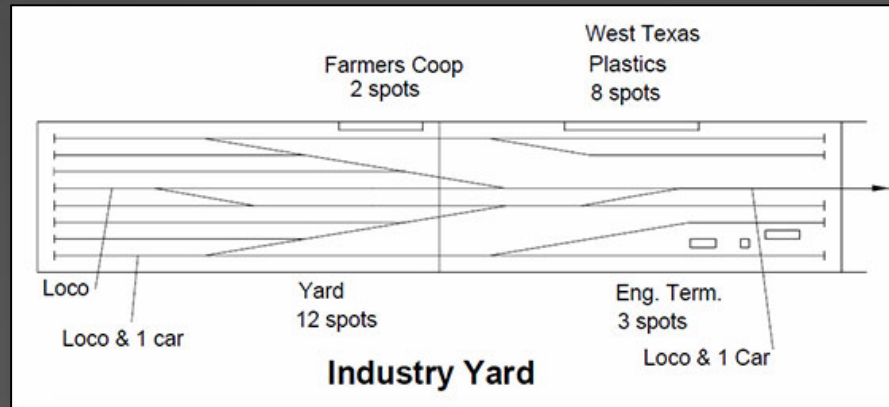 West Texas
Plastics
8 spots
Farmers Coop
2 spots
Loco
Loco & 1 car
Yard
12 spots
Eng. Term.
3 spots
Loco & 1 Car
Industry Yard